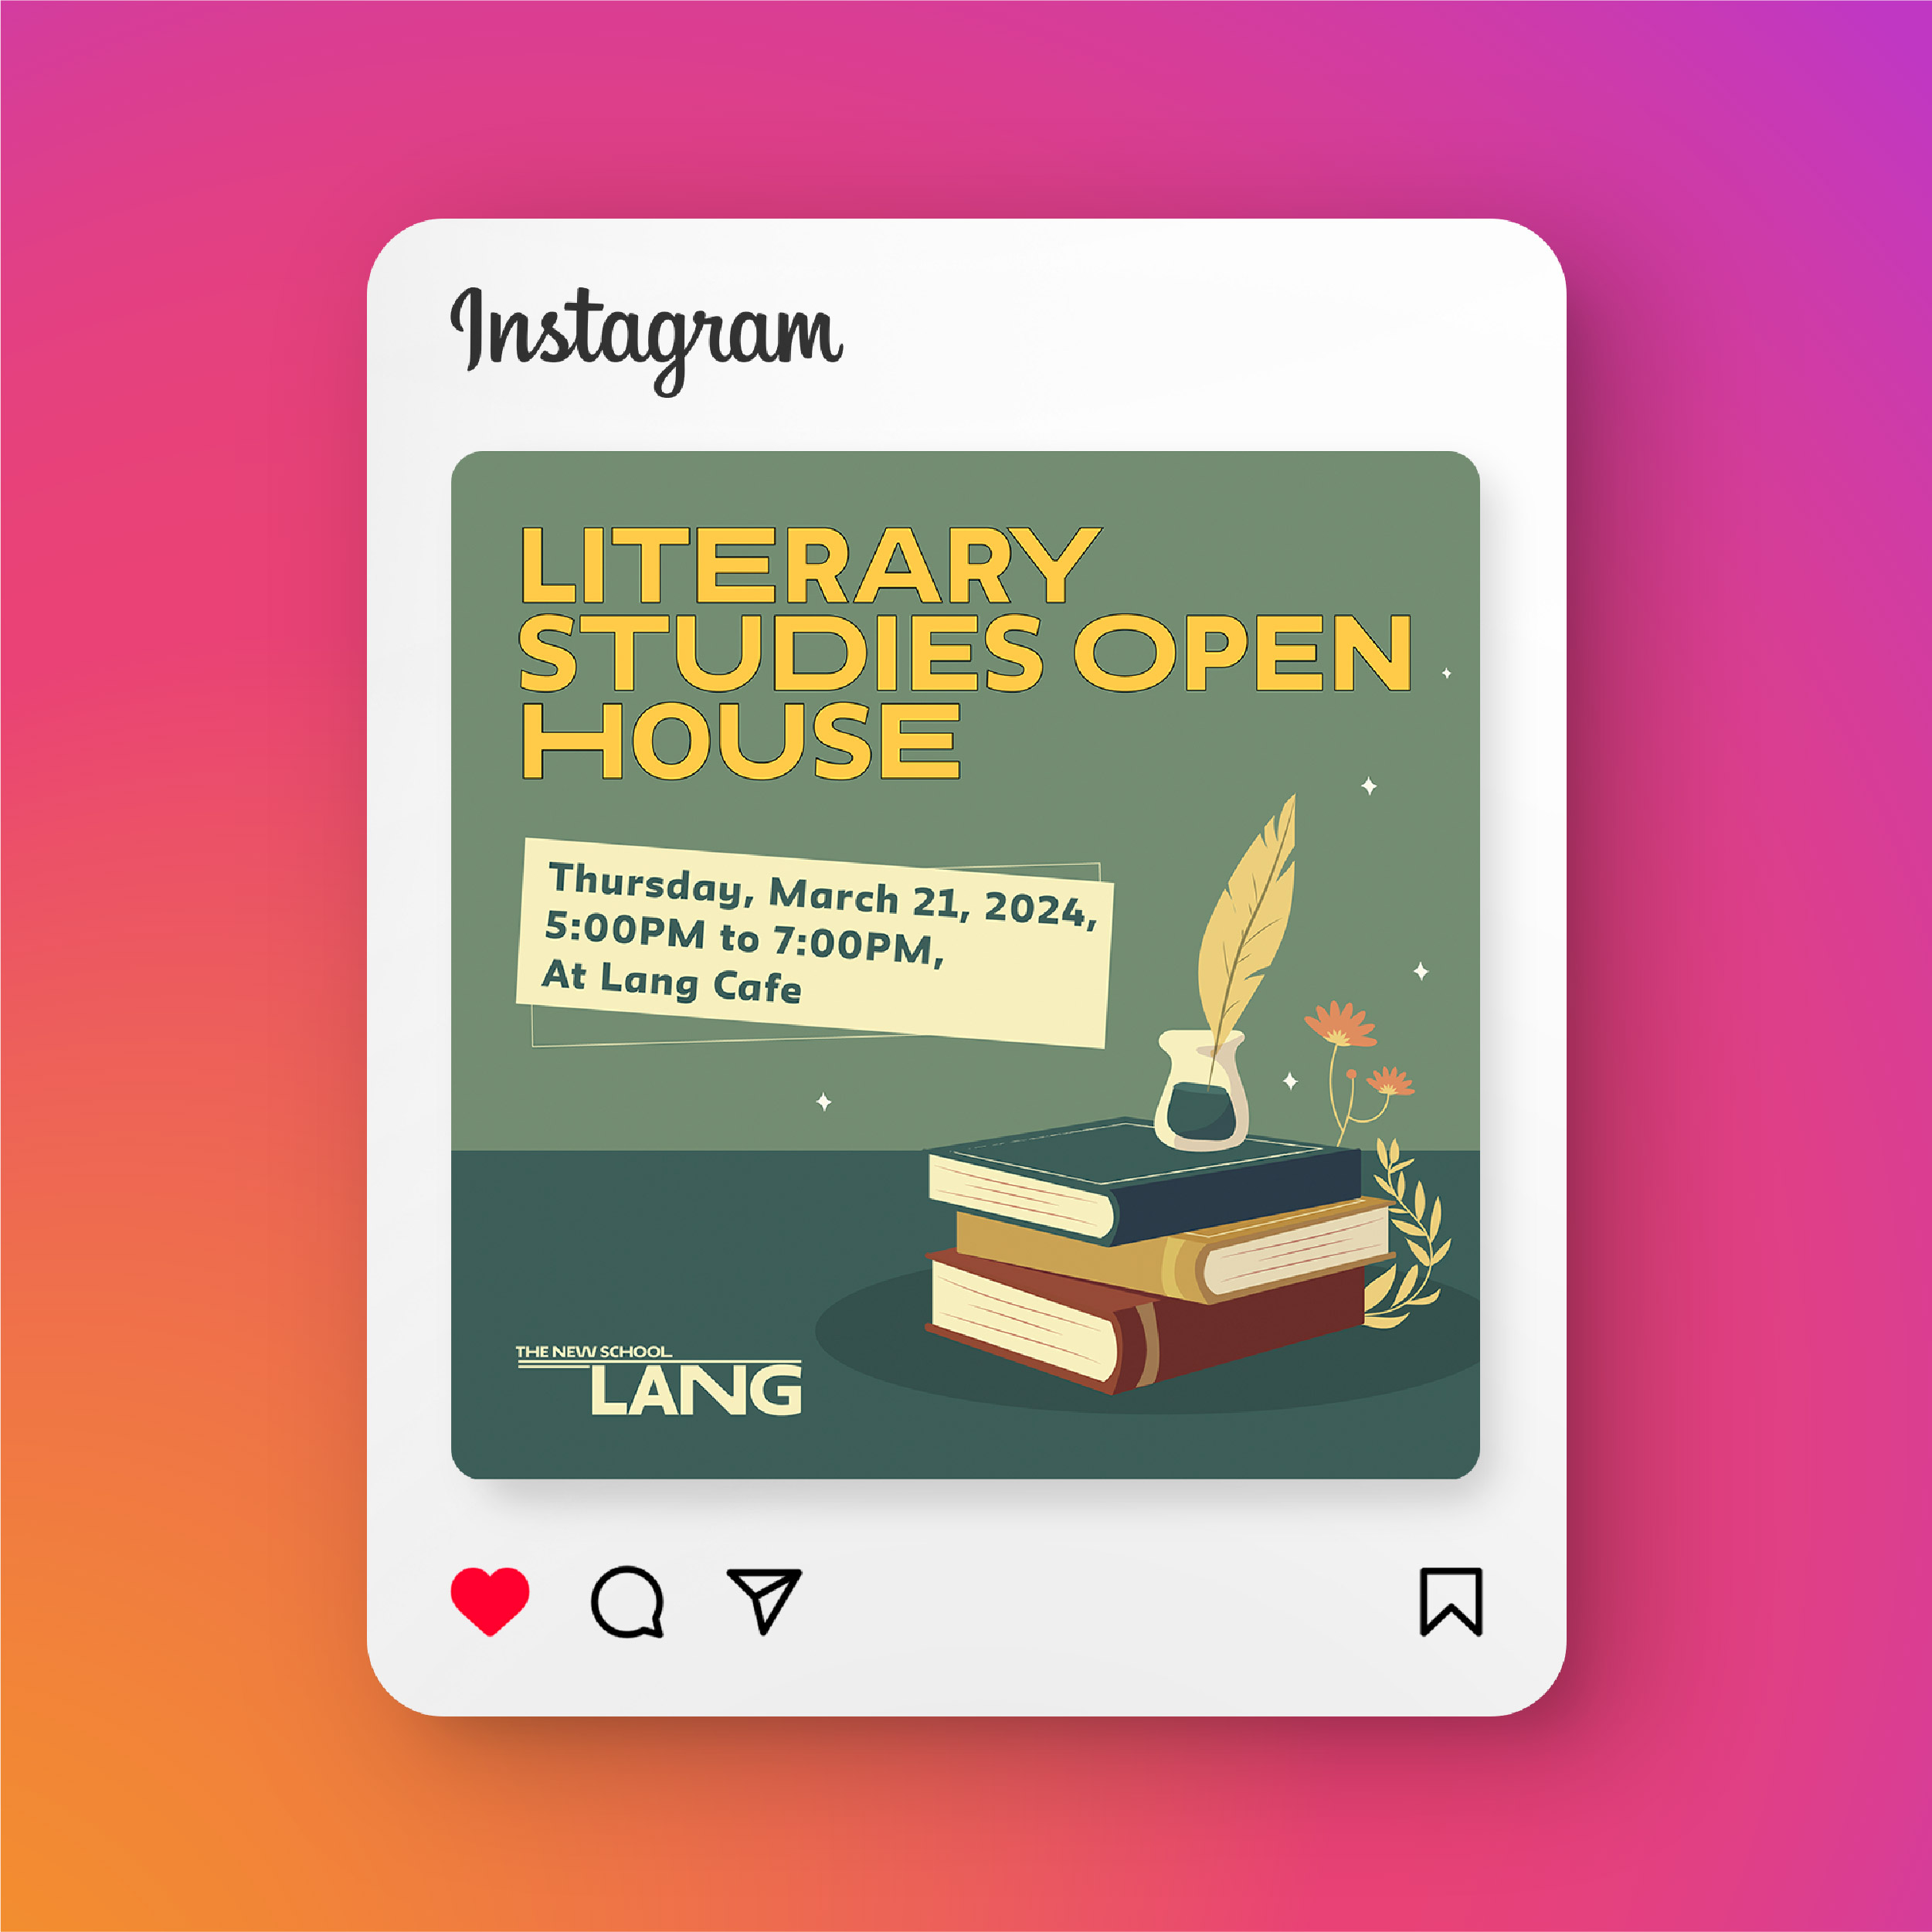 Instagram
LITERARY
STUDIES OPEN
HOUSE
Thursday, March 21, 2024,
5:00PM to 7:00PM,
At Lang Cafe
THE NEW SCHOOL
LANG